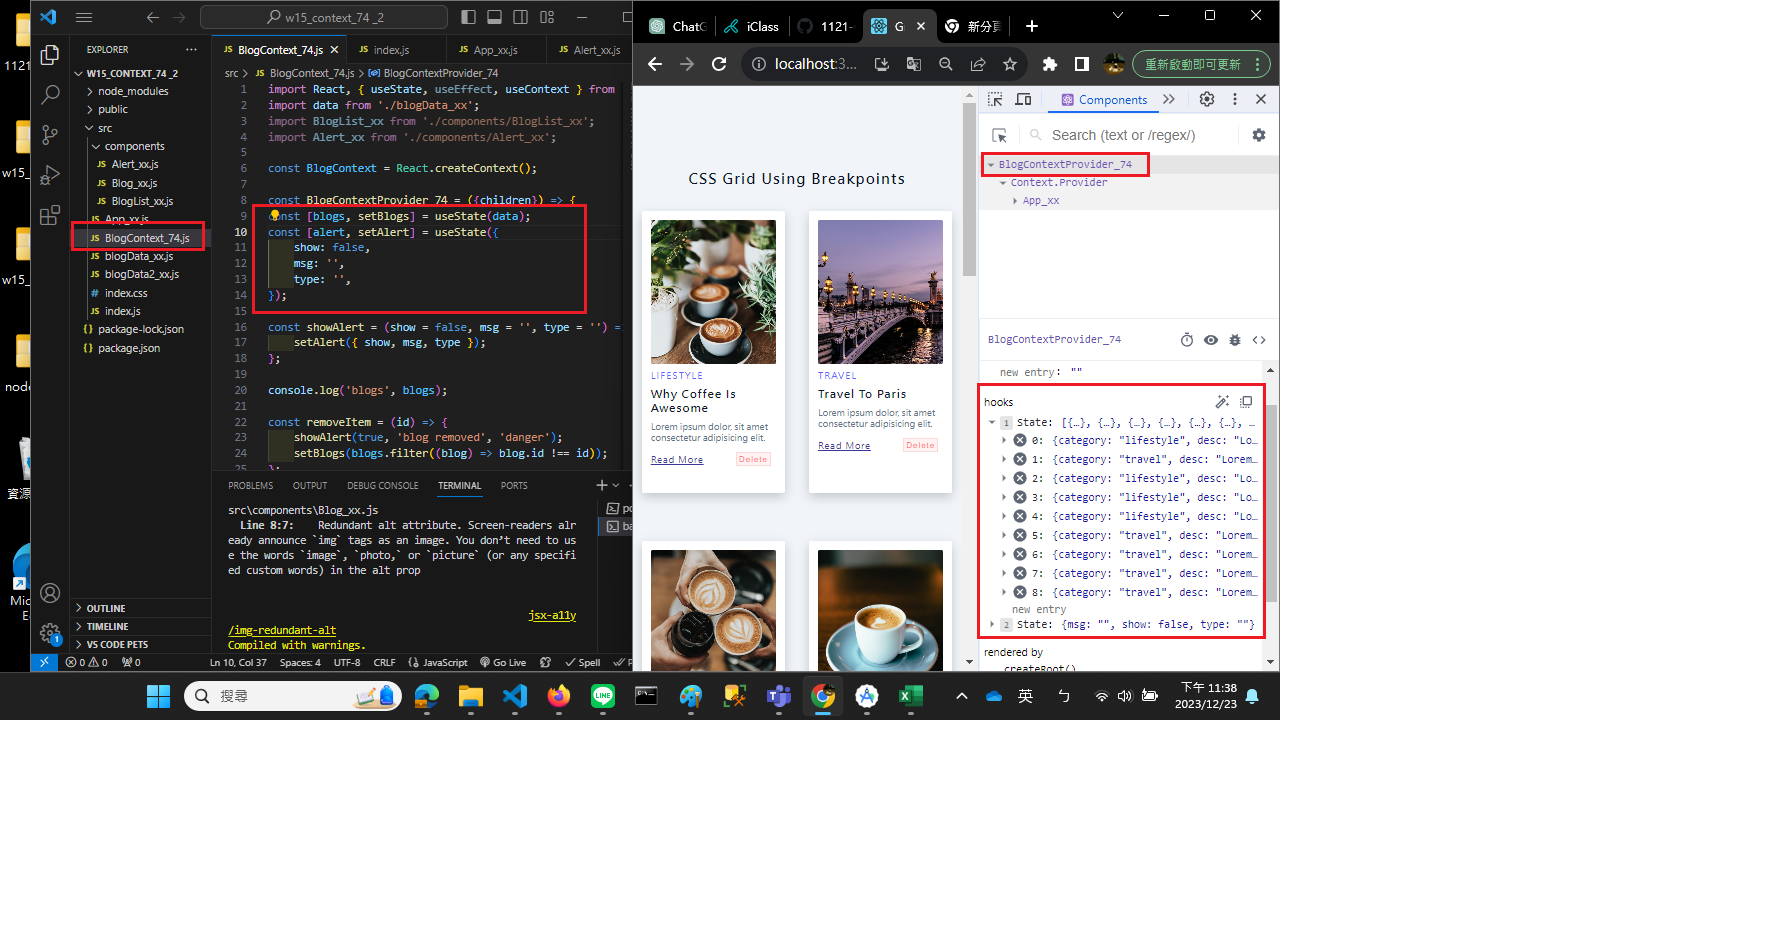 w15_context_74 _2
EXPLORER
W15_CONTEXT_74 _2
node_modules
public
src
components
Alert_xx.js
Blog_xx.js
BlogList_xx.js
App_xx.js
BlogContext_74.js
blogData_xx.js
blogData2_xx.js
index.css
index.js
package-lock.json
package.json
OUTLINE
TIMELINE
VS CODE PETS
BlogContext_74.js
index.js
App_xx.js
Alert_xx.js
src > BlogContext_74.js > BlogContextProvider_74
1 import React, { useState, useEffect, useContext } from
2 import data from './blogData_xx';
3 import BlogList_xx from './components/BlogList_xx';
4 import Alert_xx from './components/Alert_xx';
5
6 const BlogContext = React.createContext();
7
8 const BlogContextProvider_74 = ({children}) => {
9 const [blogs, setBlogs] = useState(data);
10 const [alert, setAlert] = useState({
11 show: false,
12 msg: '',
13 type: '',
14 });
15
16 const showAlert = (show = false, msg = '', type = '') =
17 setAlert({ show, msg, type });
18 };
19
20 console.log('blogs', blogs);
21
22 const removeItem = (id) => {
23 showAlert(true, 'blog removed', 'danger');
24 setBlogs(blogs.filter((blog) => blog.id !== id));
25 };
PROBLEMS OUTPUT DEBUG CONSOLE TERMINAL PORTS
src\components\Blog_xx.js
Line 8:7: Redundant alt attribute. Screen-readers alr
eady announce `img` tags as an image. You don't need to us
e the words `image`, `photo,` or `picture` (or any specifi
ed custom words) in the alt prop
jsx-a11y
/img-redundant-alt
Compiled with warnings.
0 0 0 Ln 10, Col 37 Spaces: 4 UTF-8 CRLF JavaScript Go Live Spell
ChatG
iClass
1121-
G
新分頁
localhost:3...
重新啟動即可更新
CSS Grid Using Breakpoints
LIFESTYLE
Why Coffee Is
Awesome
Lorem ipsum dolor, sit amet
consectetur adipisicing elit.
Read More Delete
TRAVEL
Travel To Paris
Lorem ipsum dolor, sit amet
consectetur adipisicing elit.
Read More Delete
Components
Search (text or /regex/)
BlogContextProvider_74
Context.Provider
App_xx
BlogContextProvider_74
new entry: ""
hooks
1 State: [{…}, {…}, {…}, {…}, {…}, {…}, …
0: {category: "lifestyle", desc: "Lo…
1: {category: "travel", desc: "Lorem…
2: {category: "lifestyle", desc: "Lo…
3: {category: "lifestyle", desc: "Lo…
4: {category: "lifestyle", desc: "Lo…
5: {category: "travel", desc: "Lorem…
6: {category: "travel", desc: "Lorem…
7: {category: "travel", desc: "Lorem…
8: {category: "travel", desc: "Lorem…
new entry
2 State: {msg: "", show: false, type: ""}
rendered by
createRoot()
1121
w15_
w15_
node
資源
Mic
E
搜尋
英
ㄅ
下午 11:38
2023/12/23